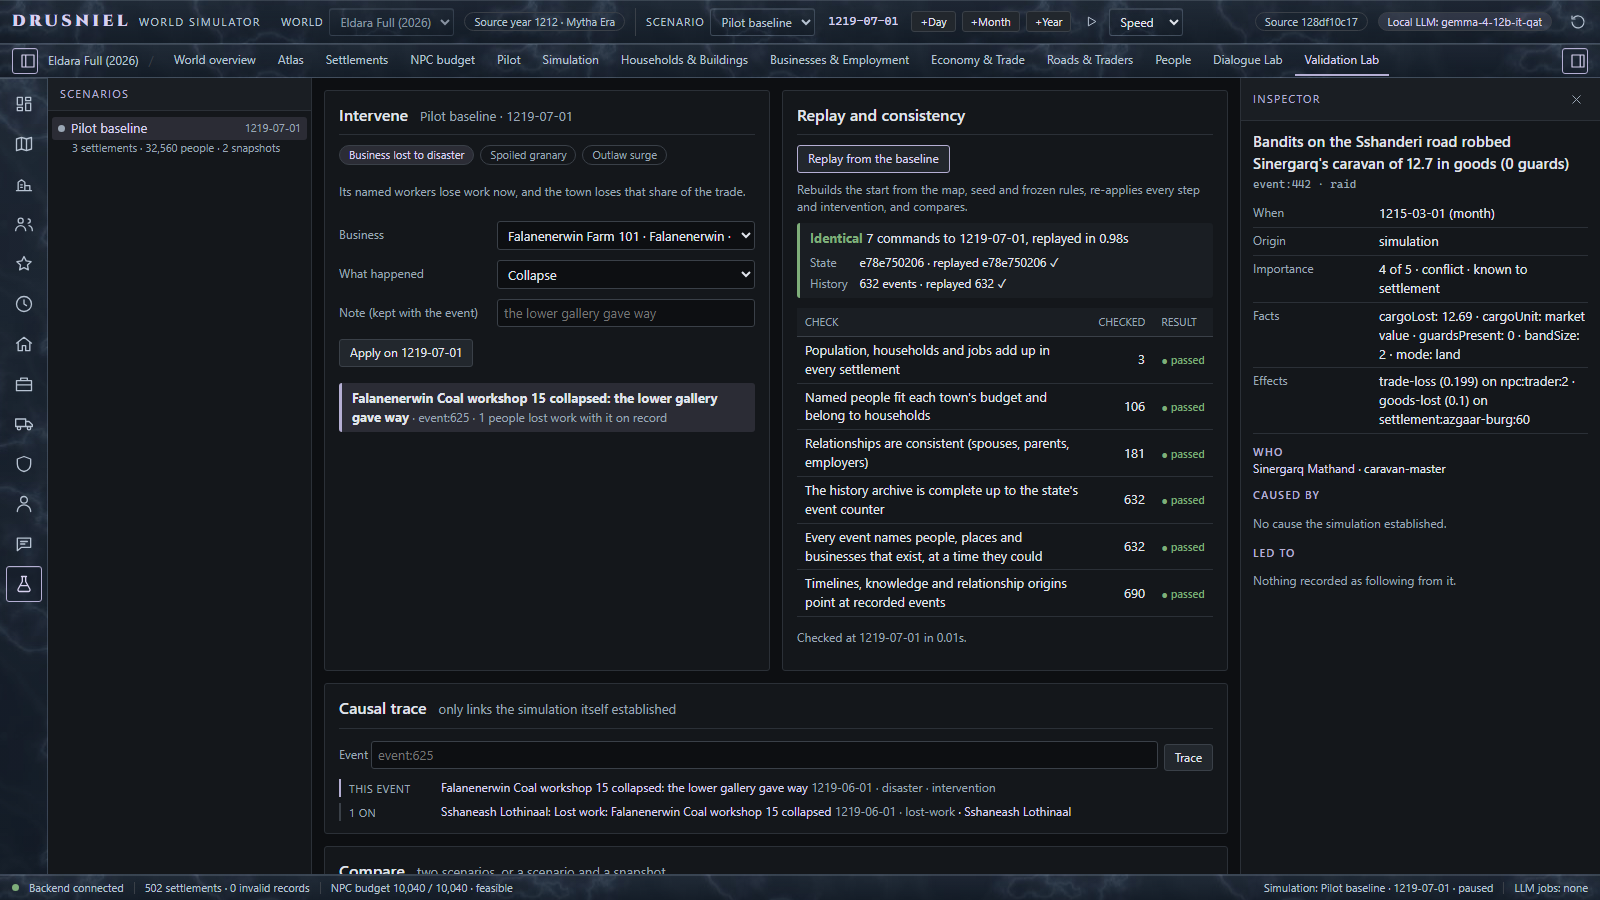 DRUSNIEL WORLD SIMULATOR WORLD Eldara Full (2026) Source year 1212 · Mytha Era SCENARIO Pilot baseline 1219-07-01 +Day +Month +Year Speed Source 128df10c17 Local LLM: gemma-4-12b-it-qat
Eldara Full (2026) / World overview Atlas Settlements NPC budget Pilot Simulation Households & Buildings Businesses & Employment Economy & Trade Roads & Traders People Dialogue Lab Validation Lab
SCENARIOS
Pilot baseline 1219-07-01
3 settlements · 32,560 people · 2 snapshots
Intervene Pilot baseline · 1219-07-01
Business lost to disaster Spoiled granary Outlaw surge
Its named workers lose work now, and the town loses that share of the trade.
Business Falanenerwin Farm 101 · Falanenerwin ·
What happened Collapse
Note (kept with the event) the lower gallery gave way
Apply on 1219-07-01
Falanenerwin Coal workshop 15 collapsed: the lower gallery
gave way · event:625 · 1 people lost work with it on record
Replay and consistency
Replay from the baseline
Rebuilds the start from the map, seed and frozen rules, re-applies every step
and intervention, and compares.
Identical 7 commands to 1219-07-01, replayed in 0.98s
State e78e750206 · replayed e78e750206 ✓
History 632 events · replayed 632 ✓
CHECK CHECKED RESULT
Population, households and jobs add up in
every settlement 3 passed
Named people fit each town's budget and
belong to households 106 passed
Relationships are consistent (spouses, parents,
employers) 181 passed
The history archive is complete up to the state's
event counter 632 passed
Every event names people, places and
businesses that exist, at a time they could 632 passed
Timelines, knowledge and relationship origins
point at recorded events 690 passed
Checked at 1219-07-01 in 0.01s.
Causal trace only links the simulation itself established
Event event:625 Trace
THIS EVENT Falanenerwin Coal workshop 15 collapsed: the lower gallery gave way 1219-06-01 · disaster · intervention
1 ON Sshaneash Lothinaal: Lost work: Falanenerwin Coal workshop 15 collapsed 1219-06-01 · lost-work · Sshaneash Lothinaal
Compare two scenarios, or a scenario and a snapshot
INSPECTOR
Bandits on the Sshanderi road robbed
Sinergarq's caravan of 12.7 in goods (0 guards)
event:442 · raid
When 1215-03-01 (month)
Origin simulation
Importance 4 of 5 · conflict · known to
settlement
Facts cargoLost: 12.69 · cargoUnit: market
value · guardsPresent: 0 · bandSize:
2 · mode: land
Effects trade-loss (0.199) on npc:trader:2 ·
goods-lost (0.1) on
settlement:azgaar-burg:60
WHO
Sinergarq Mathand · caravan-master
CAUSED BY
No cause the simulation established.
LED TO
Nothing recorded as following from it.
Backend connected 502 settlements · 0 invalid records NPC budget 10,040 / 10,040 · feasible Simulation: Pilot baseline · 1219-07-01 · paused LLM jobs: none